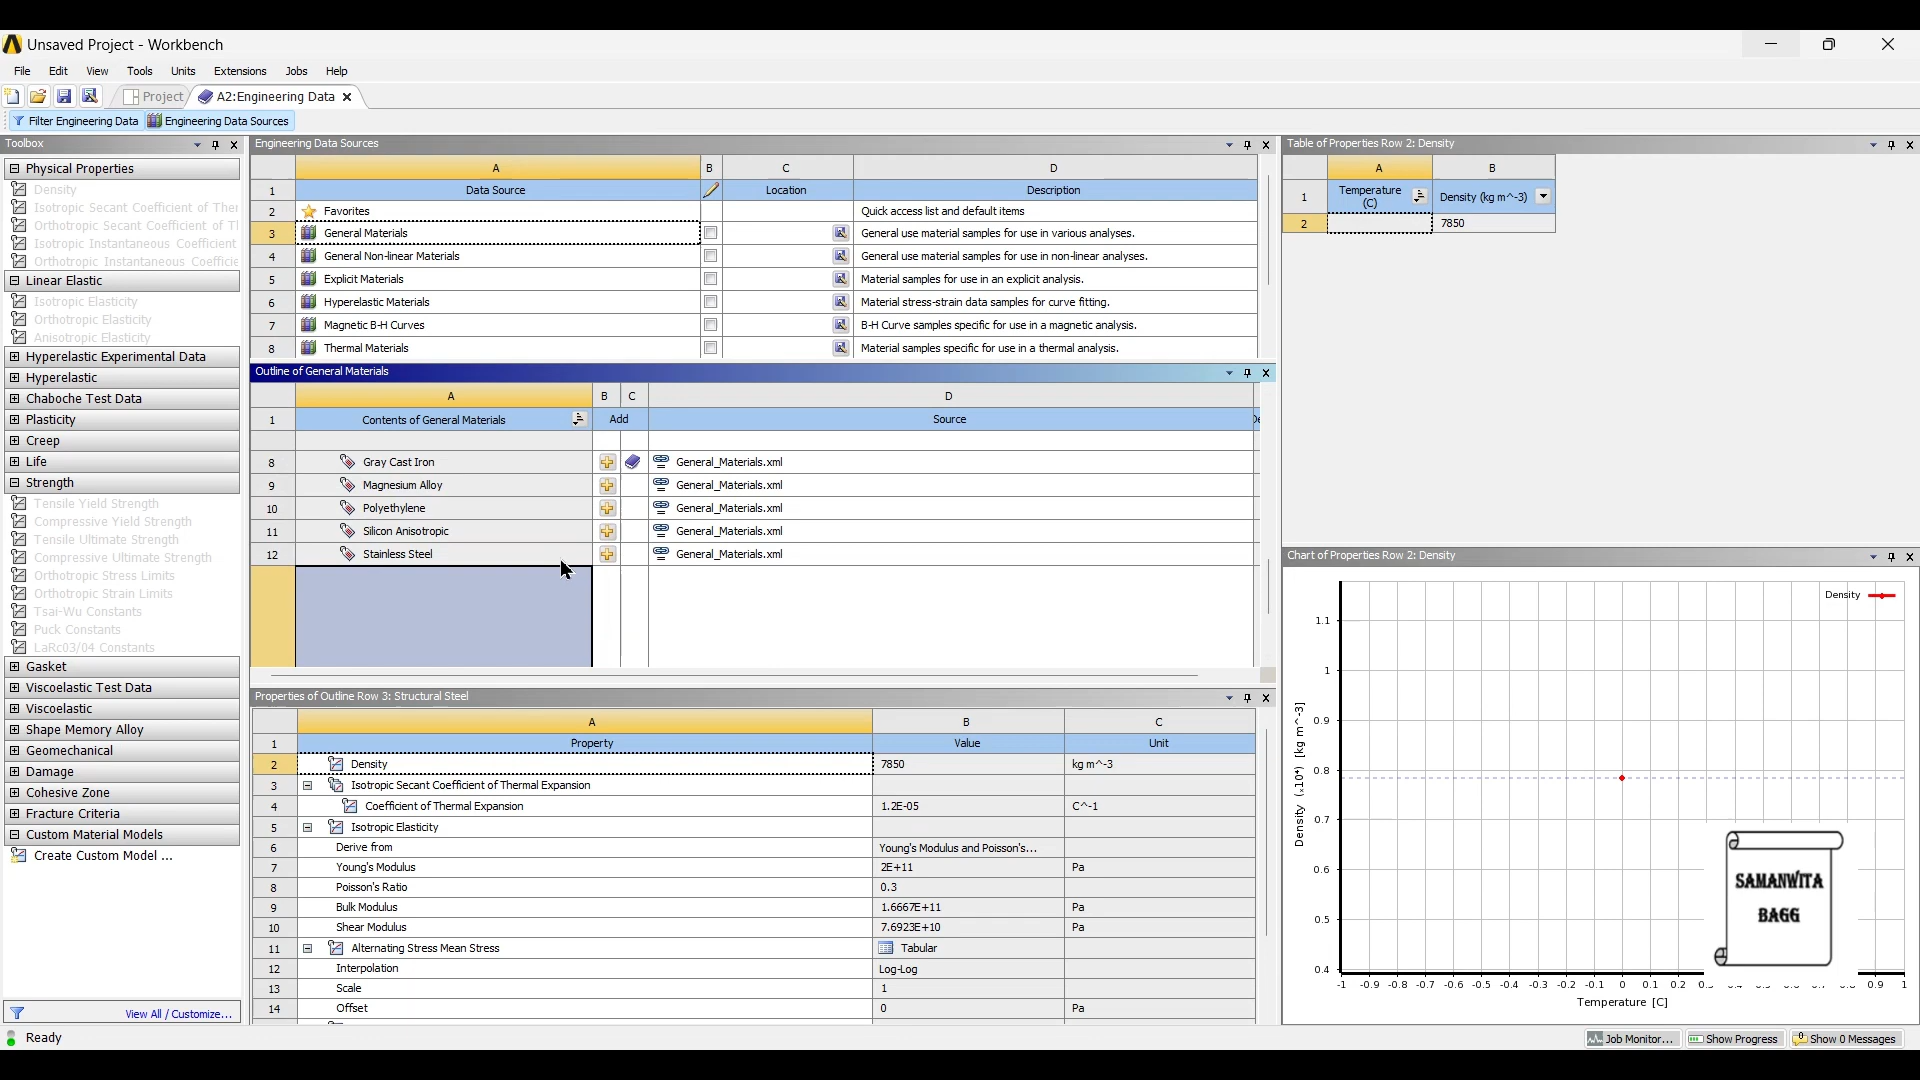 Unsaved Project - Workbench
File Edit View Tools Units Extensions Jobs Help
Project A2:Engineering Data
Filter Engineering Data Engineering Data Sources
Toolbox
Physical Properties
Density
Isotropic Secant Coefficient of Ther
Orthotropic Secant Coefficient of T
Isotropic Instantaneous Coefficient
Orthotropic Instantaneous Coefficie
Linear Elastic
Isotropic Elasticity
Orthotropic Elasticity
Anisotropic Elasticity
Hyperelastic Experimental Data
Hyperelastic
Chaboche Test Data
Plasticity
Creep
Life
Strength
Tensile Yield Strength
Compressive Yield Strength
Tensile Ultimate Strength
Compressive Ultimate Strength
Orthotropic Stress Limits
Orthotropic Strain Limits
Tsai-Wu Constants
Puck Constants
LaRc03/04 Constants
Gasket
Viscoelastic Test Data
Viscoelastic
Shape Memory Alloy
Geomechanical
Damage
Cohesive Zone
Fracture Criteria
Custom Material Models
Create Custom Model ...
View All / Customize...
Engineering Data Sources
A B C D
1 Data Source Location Description
2 Favorites Quick access list and default items
3 General Materials General use material samples for use in various analyses.
4 General Non-linear Materials General use material samples for use in non-linear analyses.
5 Explicit Materials Material samples for use in an explicit analysis.
6 Hyperelastic Materials Material stress-strain data samples for curve fitting.
7 Magnetic B-H Curves B-H Curve samples specific for use in a magnetic analysis.
8 Thermal Materials Material samples specific for use in a thermal analysis.
Outline of General Materials
A B C D
1 Contents of General Materials Add Source
8 Gray Cast Iron General_Materials.xml
9 Magnesium Alloy General_Materials.xml
10 Polyethylene General_Materials.xml
11 Silicon Anisotropic General_Materials.xml
12 Stainless Steel General_Materials.xml
Properties of Outline Row 3: Structural Steel
A B C
1 Property Value Unit
2 Density 7850 kg m^-3
3 Isotropic Secant Coefficient of Thermal Expansion
4 Coefficient of Thermal Expansion 1.2E-05 C^-1
5 Isotropic Elasticity
6 Derive from Young's Modulus and Poisson's...
7 Young's Modulus 2E+11 Pa
8 Poisson's Ratio 0.3
9 Bulk Modulus 1.6667E+11 Pa
10 Shear Modulus 7.6923E+10 Pa
11 Alternating Stress Mean Stress Tabular
12 Interpolation Log-Log
13 Scale 1
14 Offset 0 Pa
Table of Properties Row 2: Density
A B
1 Temperature (C) Density (kg m^-3)
2 7850
Chart of Properties Row 2: Density
Density
1.1
1
0.9
0.8
0.7
0.6
0.5
0.4
Density (×10⁴) [kg m^-3]
-1 -0.9 -0.8 -0.7 -0.6 -0.5 -0.4 -0.3 -0.2 -0.1 0 0.1 0.2 0.9 1
Temperature [C]
SAMANWITA
BAGG
Ready
Job Monitor... Show Progress Show 0 Messages